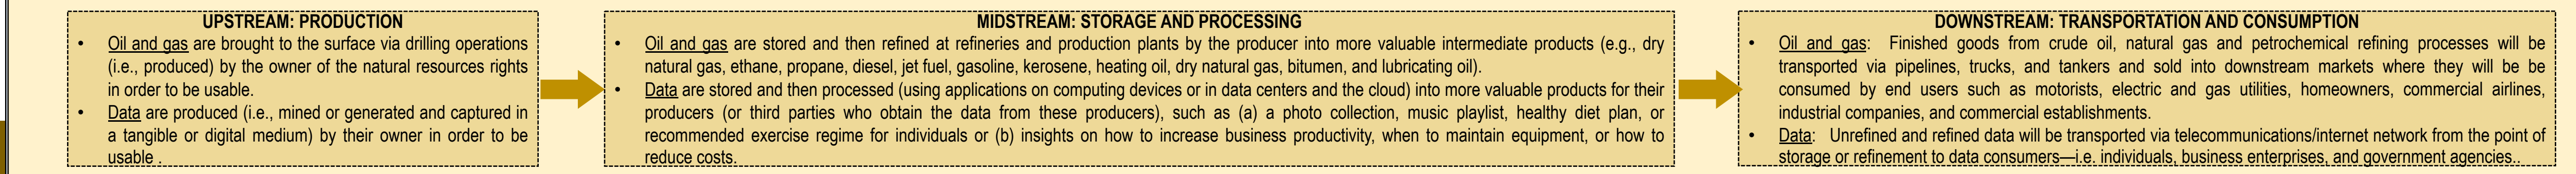 UPSTREAM: PRODUCTION
• Oil and gas are brought to the surface via drilling operations
(i.e., produced) by the owner of the natural resources rights
in order to be usable.
• Data are produced (i.e., mined or generated and captured in
a tangible or digital medium) by their owner in order to be
usable .
MIDSTREAM: STORAGE AND PROCESSING
• Oil and gas are stored and then refined at refineries and production plants by the producer into more valuable intermediate products (e.g., dry
natural gas, ethane, propane, diesel, jet fuel, gasoline, kerosene, heating oil, dry natural gas, bitumen, and lubricating oil).
• Data are stored and then processed (using applications on computing devices or in data centers and the cloud) into more valuable products for their
producers (or third parties who obtain the data from these producers), such as (a) a photo collection, music playlist, healthy diet plan, or
recommended exercise regime for individuals or (b) insights on how to increase business productivity, when to maintain equipment, or how to
reduce costs.
DOWNSTREAM: TRANSPORTATION AND CONSUMPTION
• Oil and gas: Finished goods from crude oil, natural gas and petrochemical refining processes will be
transported via pipelines, trucks, and tankers and sold into downstream markets where they will be be
consumed by end users such as motorists, electric and gas utilities, homeowners, commercial airlines,
industrial companies, and commercial establishments.
• Data: Unrefined and refined data will be transported via telecommunications/internet network from the point of
storage or refinement to data consumers—i.e. individuals, business enterprises, and government agencies..